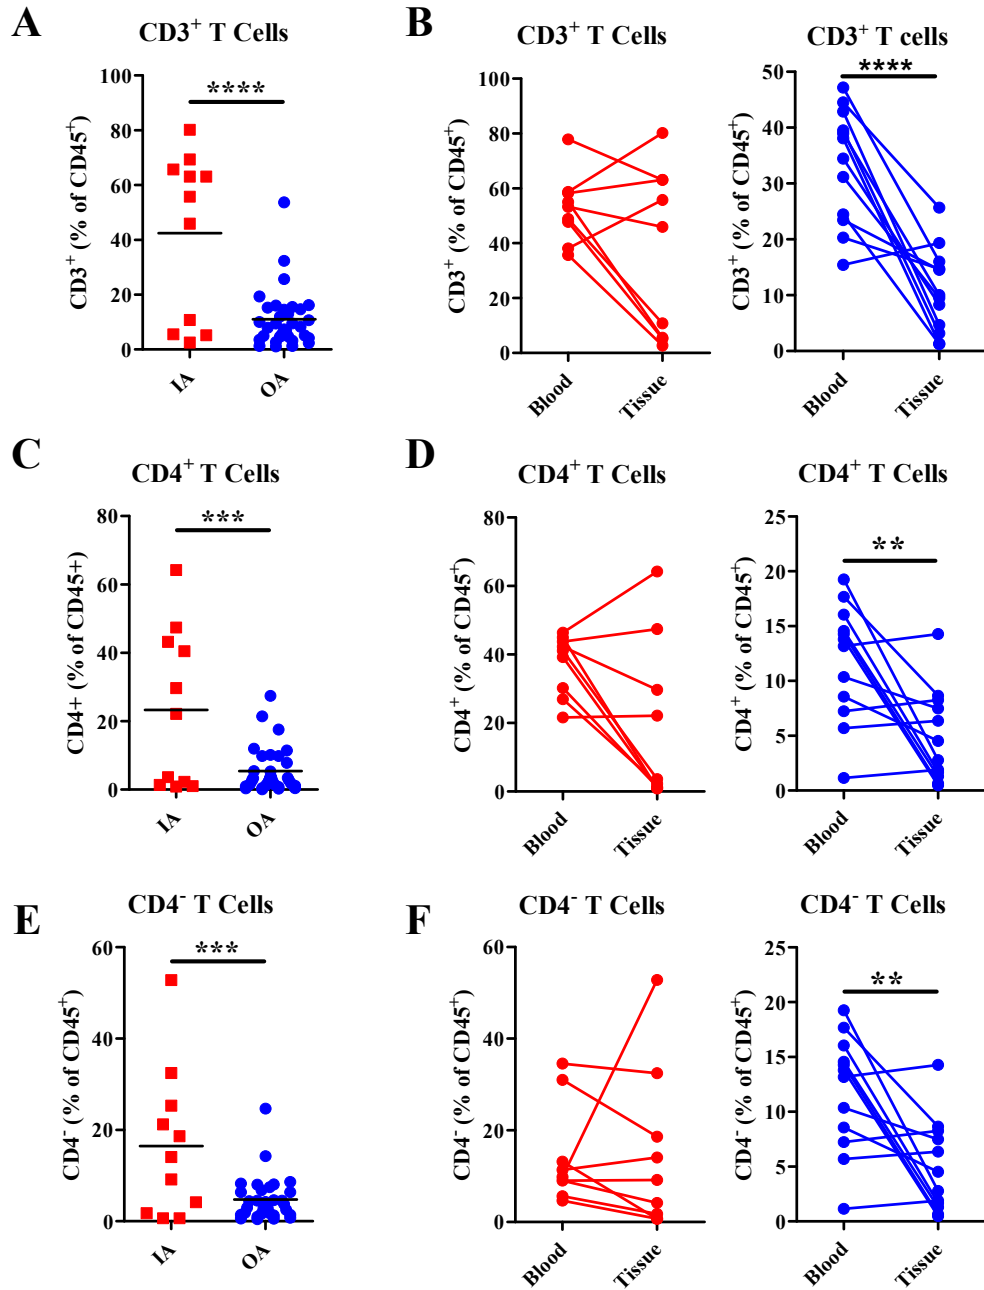 A
CD3⁺ T Cells
CD3⁺ (% of CD45⁺)
100
80
60
40
20
0
****
IA
OA
B
CD3⁺ T Cells
CD3⁺ (% of CD45⁺)
100
80
60
40
20
0
Blood
Tissue
CD3⁺ T cells
CD3⁺ (% of CD45⁺)
50
40
30
20
10
0
****
Blood
Tissue
C
CD4⁺ T Cells
CD4+ (% of CD45+)
80
60
40
20
0
***
IA
OA
D
CD4⁺ T Cells
CD4⁺ (% of CD45⁺)
80
60
40
20
0
Blood
Tissue
CD4⁺ T Cells
CD4⁺ (% of CD45⁺)
25
20
15
10
5
0
**
Blood
Tissue
E
CD4⁻ T Cells
CD4⁻ (% of CD45⁺)
60
40
20
0
***
IA
OA
F
CD4⁻ T Cells
CD4⁻ (% of CD45⁺)
60
40
20
0
Blood
Tissue
CD4⁻ T Cells
CD4⁻ (% of CD45⁺)
25
20
15
10
5
0
**
Blood
Tissue